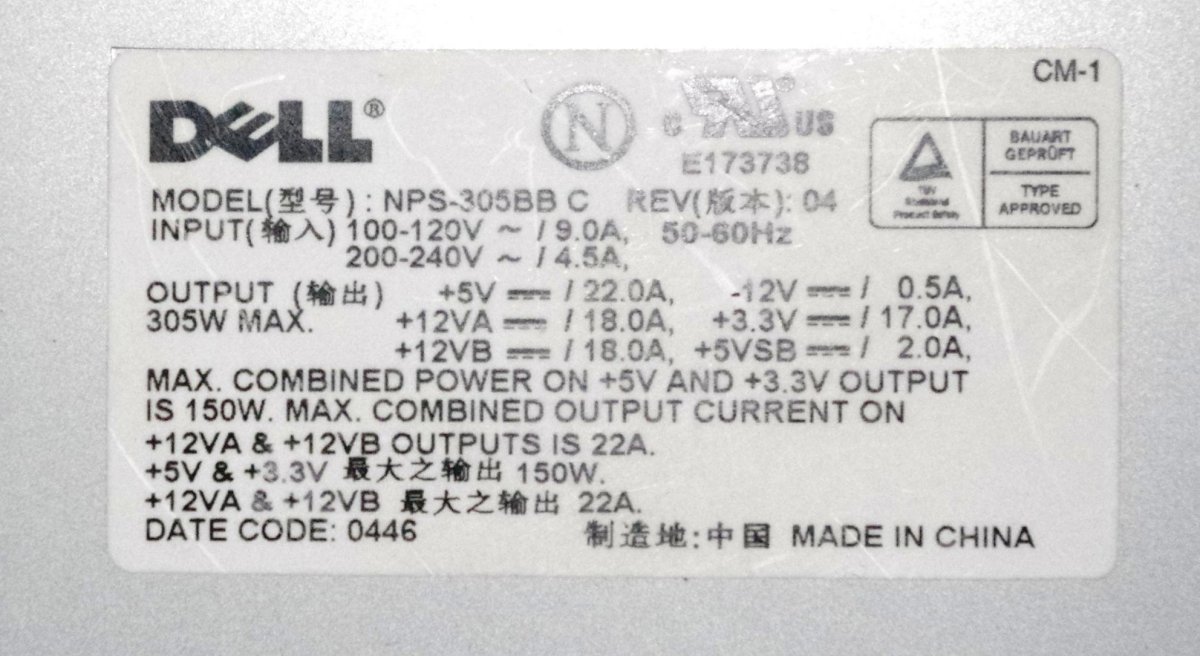 CM-1
DELL®
N
C US
E173738
BAUART
GEPRÜFT
TYPE
APPROVED
TÜV
Rheinland
Product Safety
MODEL(型号): NPS-305BB C REV(版本): 04
INPUT(输入) 100-120V ~ / 9.0A, 50-60Hz
200-240V ~ / 4.5A,
OUTPUT (输出) +5V ⎓ / 22.0A, -12V ⎓ / 0.5A,
305W MAX. +12VA ⎓ / 18.0A, +3.3V ⎓ / 17.0A,
+12VB ⎓ / 18.0A, +5VSB ⎓ / 2.0A,
MAX. COMBINED POWER ON +5V AND +3.3V OUTPUT
IS 150W. MAX. COMBINED OUTPUT CURRENT ON
+12VA & +12VB OUTPUTS IS 22A.
+5V & +3.3V 最大之输出 150W.
+12VA & +12VB 最大之输出 22A.
DATE CODE: 0446 制造地:中国 MADE IN CHINA